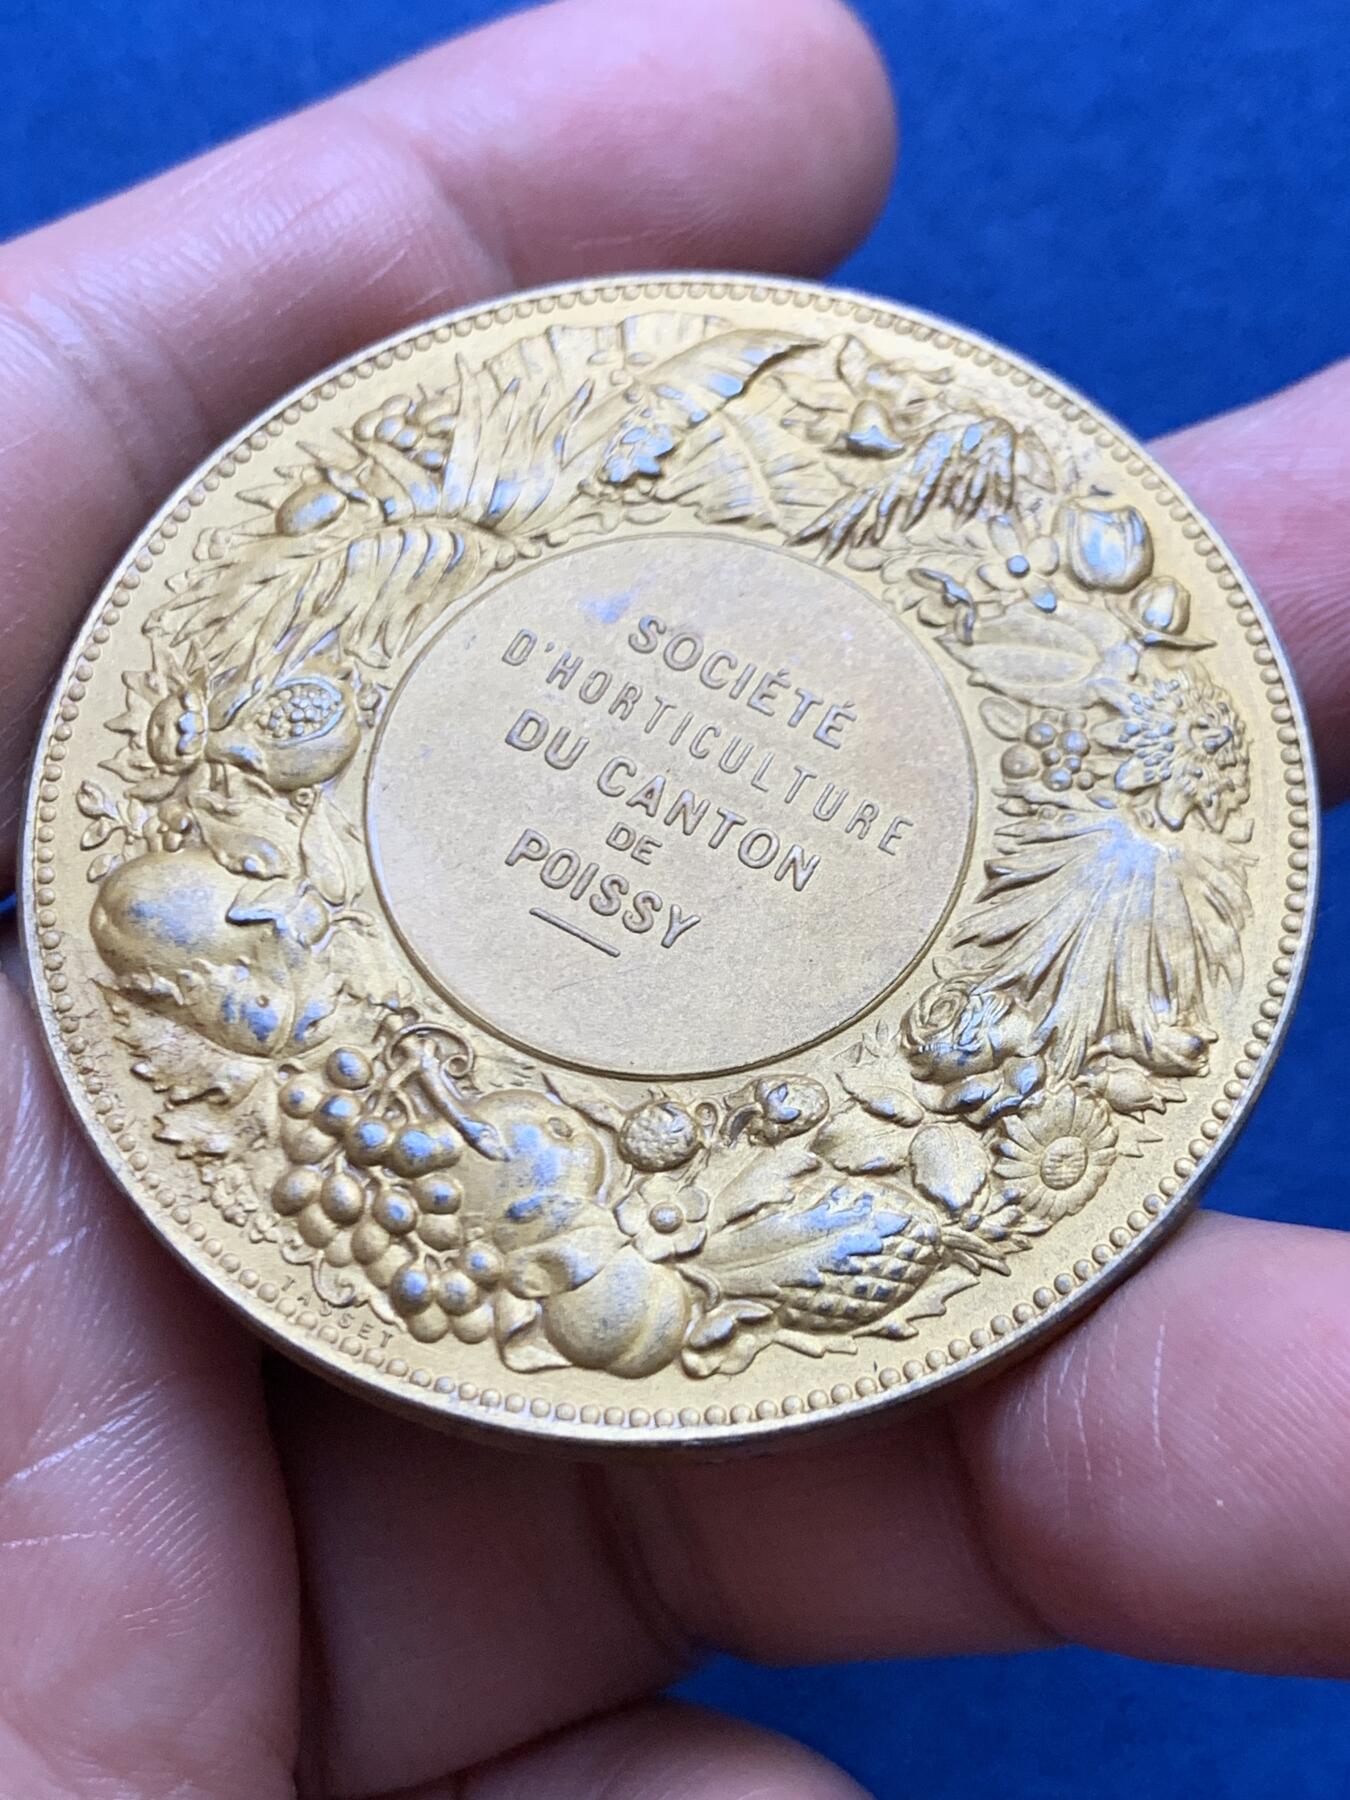 SOCIÉTÉ
D'HORTICULTURE
DU CANTON
DE
POISSY
TASSET